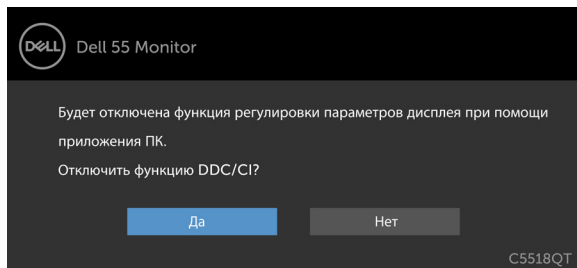 DELL
Dell 55 Monitor
Будет отключена функция регулировки параметров дисплея при помощи
приложения ПК.
Отключить функцию DDC/CI?
Да Нет
C5518QT